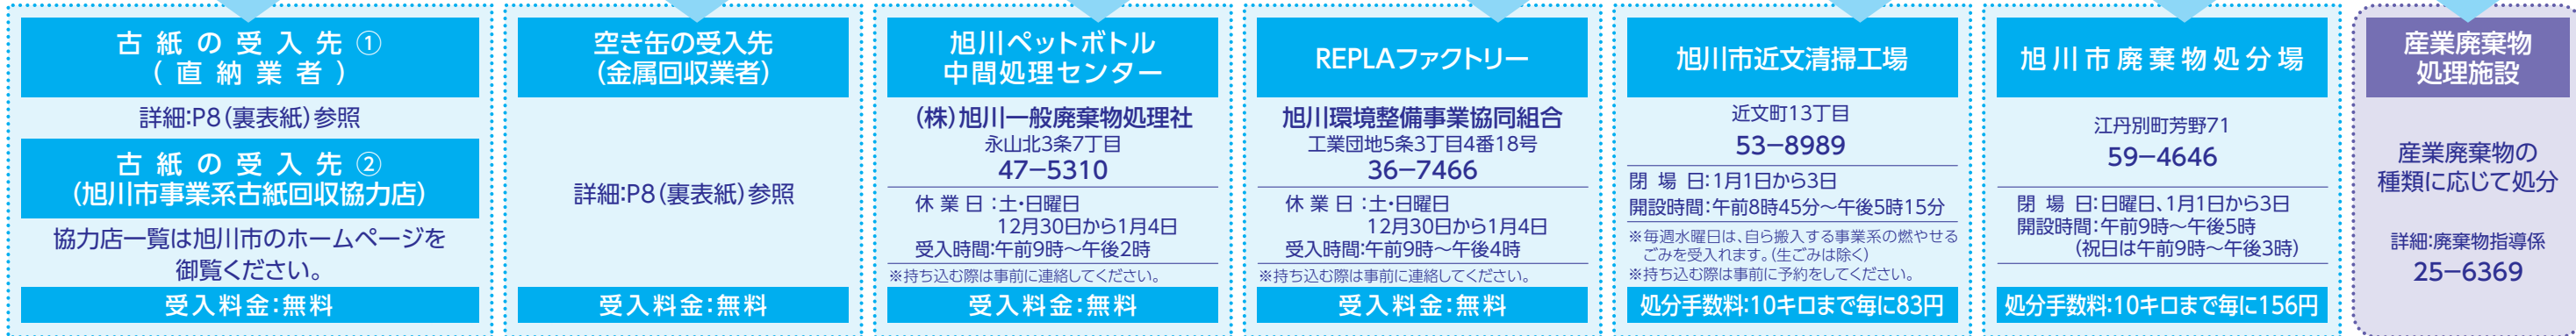 古紙の受入先①
(直納業者)
詳細:P8(裏表紙)参照
古紙の受入先②
(旭川市事業系古紙回収協力店)
協力店一覧は旭川市のホームページを
御覧ください。
受入料金:無料
空き缶の受入先
(金属回収業者)
詳細:P8(裏表紙)参照
受入料金:無料
旭川ペットボトル
中間処理センター
(株)旭川一般廃棄物処理社
永山北3条7丁目
47−5310
休業日:土・日曜日
12月30日から1月4日
受入時間:午前9時〜午後2時
※持ち込む際は事前に連絡してください。
受入料金:無料
REPLAファクトリー
旭川環境整備事業協同組合
工業団地5条3丁目4番18号
36−7466
休業日:土・日曜日
12月30日から1月4日
受入時間:午前9時〜午後4時
※持ち込む際は事前に連絡してください。
受入料金:無料
旭川市近文清掃工場
近文町13丁目
53−8989
閉場日:1月1日から3日
開設時間:午前8時45分〜午後5時15分
※毎週水曜日は、自ら搬入する事業系の燃やせる
ごみを受入れます。(生ごみは除く)
※持ち込む際は事前に予約をしてください。
処分手数料:10キロまで毎に83円
旭川市廃棄物処分場
江丹別町芳野71
59−4646
閉場日:日曜日、1月1日から3日
開設時間:午前9時〜午後5時
(祝日は午前9時〜午後3時)
処分手数料:10キロまで毎に156円
産業廃棄物
処理施設
産業廃棄物の
種類に応じて処分
詳細:廃棄物指導係
25−6369